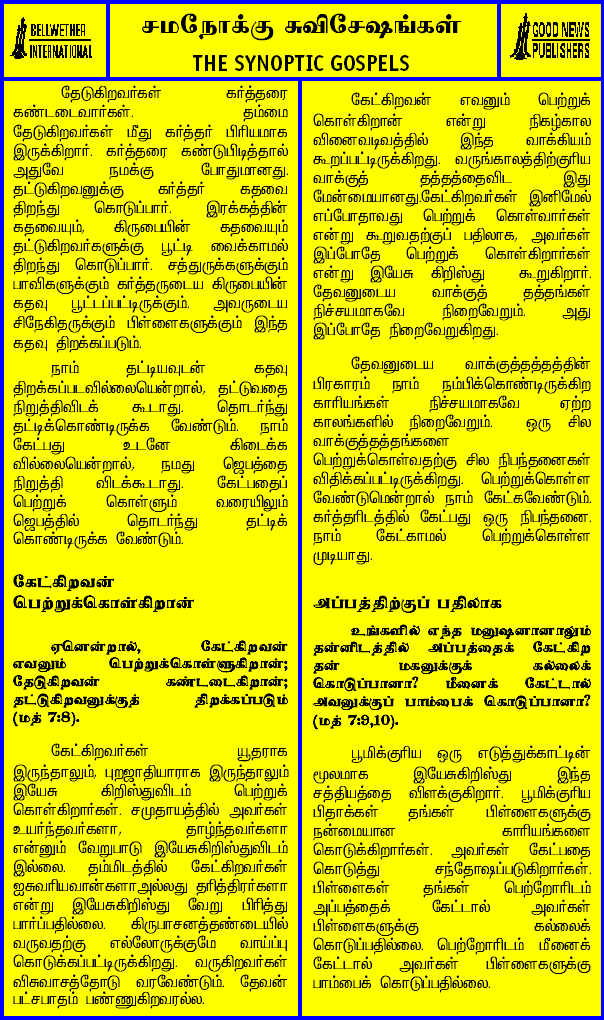 BELLWETHER
INTERNATIONAL
சமநோக்கு சுவிசேஷங்கள்
THE SYNOPTIC GOSPELS
GOOD NEWS
PUBLISHERS
தேடுகிறவர்கள் கர்த்தரை
கண்டடைவார்கள். தம்மை
தேடுகிறவர்கள் மீது கர்த்தர் பிரியமாக
இருக்கிறார். கர்த்தரை கண்டுபிடித்தால்
அதுவே நமக்கு போதுமானது.
தட்டுகிறவனுக்கு கர்த்தர் கதவை
திறந்து கொடுப்பார். இரக்கத்தின்
கதவையும், கிருபையின் கதவையும்
தட்டுகிறவர்களுக்கு பூட்டி வைக்காமல்
திறந்து கொடுப்பார். சத்துருக்களுக்கும்
பாவிகளுக்கும் கர்த்தருடைய கிருபையின்
கதவு பூட்டப்பட்டிருக்கும். அவருடைய
சிநேகிதருக்கும் பிள்ளைகளுக்கும் இந்த
கதவு திறக்கப்படும்.
நாம் தட்டியவுடன் கதவு
திறக்கப்படவில்லையென்றால், தட்டுவதை
நிறுத்திவிடக் கூடாது. தொடர்ந்து
தட்டிக்கொண்டிருக்க வேண்டும். நாம்
கேட்பது உடனே கிடைக்க
வில்லையென்றால், நமது ஜெபத்தை
நிறுத்தி விடக்கூடாது. கேட்பதைப்
பெற்றுக் கொள்ளும் வரையிலும்
ஜெபத்தில் தொடர்ந்து தட்டிக்
கொண்டிருக்க வேண்டும்.
கேட்கிறவன்
பெற்றுக்கொள்கிறான்
ஏனென்றால், கேட்கிறவன்
எவனும் பெற்றுக்கொள்ளுகிறான்;
தேடுகிறவன் கண்டடைகிறான்;
தட்டுகிறவனுக்குத் திறக்கப்படும்
(மத் 7:8).
கேட்கிறவர்கள் யூதராக
இருந்தாலும், புறஜாதியாராக இருந்தாலும்
இயேசு கிறிஸ்துவிடம் பெற்றுக்
கொள்கிறார்கள். சமுதாயத்தில் அவர்கள்
உயர்ந்தவர்களா, தாழ்ந்தவர்களா
என்னும் வேறுபாடு இயேசுகிறிஸ்துவிடம்
இல்லை. தம்மிடத்தில் கேட்கிறவர்கள்
ஐசுவரியவான்களாஅல்லது தரித்திரர்களா
என்று இயேசுகிறிஸ்து வேறு பிரித்து
பார்ப்பதில்லை. கிருபாசனத்தண்டையில்
வருவதற்கு எல்லோருக்குமே வாய்ப்பு
கொடுக்கப்பட்டிருக்கிறது. வருகிறவர்கள்
விசுவாசத்தோடு வரவேண்டும். தேவன்
பட்சபாதம் பண்ணுகிறவரல்ல.
கேட்கிறவன் எவனும் பெற்றுக்
கொள்கிறான் என்று நிகழ்கால
வினைவடிவத்தில் இந்த வாக்கியம்
கூறப்பட்டிருக்கிறது. வருங்காலத்திற்குரிய
வாக்குத் தத்தத்தைவிட இது
மேன்மையானது.கேட்கிறவர்கள் இனிமேல்
எப்போதாவது பெற்றுக் கொள்வார்கள்
என்று கூறுவதற்குப் பதிலாக, அவர்கள்
இப்போதே பெற்றுக் கொள்கிறார்கள்
என்று இயேசு கிறிஸ்து கூறுகிறார்.
தேவனுடைய வாக்குத் தத்தங்கள்
நிச்சயமாகவே நிறைவேறும். அது
இப்போதே நிறைவேறுகிறது.
தேவனுடைய வாக்குத்தத்தத்தின்
பிரகாரம் நாம் நம்பிக்கொண்டிருக்கிற
காரியங்கள் நிச்சயமாகவே ஏற்ற
காலங்களில் நிறைவேறும். ஒரு சில
வாக்குத்தத்தங்களை
பெற்றுக்கொள்வதற்கு சில நிபந்தனைகள்
விதிக்கப்பட்டிருக்கிறது. பெற்றுக்கொள்ள
வேண்டுமென்றால் நாம் கேட்கவேண்டும்.
கர்த்தரிடத்தில் கேட்பது ஒரு நிபந்தனை.
நாம் கேட்காமல் பெற்றுக்கொள்ள
முடியாது.
அப்பத்திற்குப் பதிலாக
உங்களில் எந்த மனுஷனானாலும்
தன்னிடத்தில் அப்பத்தைக் கேட்கிற
தன் மகனுக்குக் கல்லைக்
கொடுப்பானா? மீனைக் கேட்டால்
அவனுக்குப் பாம்பைக் கொடுப்பானா?
(மத் 7:9,10).
பூமிக்குரிய ஒரு எடுத்துக்காட்டின்
மூலமாக இயேசுகிறிஸ்து இந்த
சத்தியத்தை விளக்குகிறார். பூமிக்குரிய
பிதாக்கள் தங்கள் பிள்ளைகளுக்கு
நன்மையான காரியங்களை
கொடுக்கிறார்கள். அவர்கள் கேட்பதை
கொடுத்து சந்தோஷப்படுகிறார்கள்.
பிள்ளைகள் தங்கள் பெற்றோரிடம்
அப்பத்தைக் கேட்டால் அவர்கள்
பிள்ளைகளுக்கு கல்லைக்
கொடுப்பதில்லை. பெற்றோரிடம் மீனைக்
கேட்டால் அவர்கள் பிள்ளைகளுக்கு
பாம்பைக் கொடுப்பதில்லை.